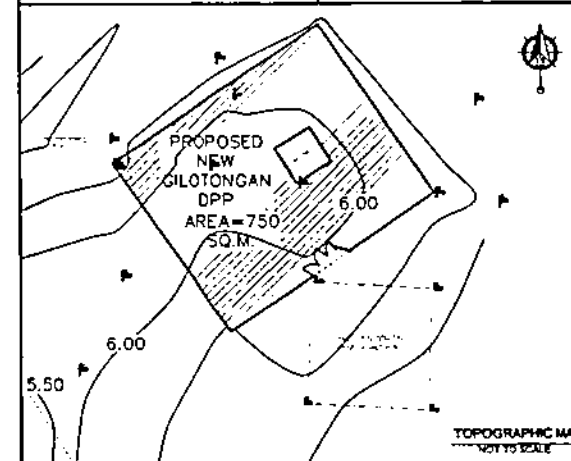 PROPOSED
NEW
GILOTONGAN
DPP
AREA=750
SQ.M.
6.00
6.00
5.50
TOPOGRAPHIC MA
NOT TO SCALE